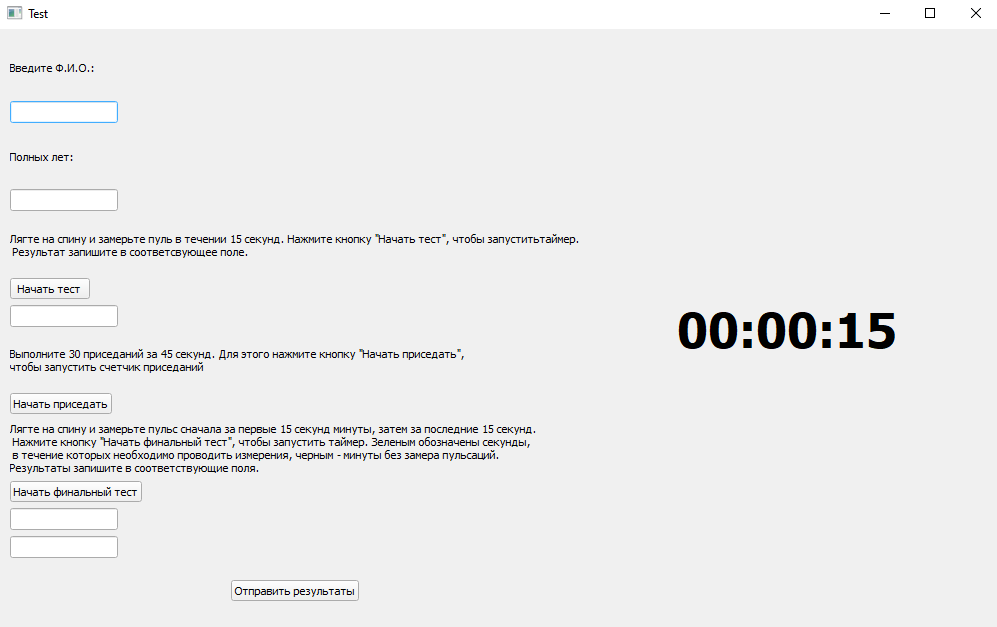 Test
Введите Ф.И.О.:
Полных лет:
Лягте на спину и замерьте пуль в течении 15 секунд. Нажмите кнопку "Начать тест", чтобы запуститьтаймер.
Результат запишите в соответсвующее поле.
Начать тест
00:00:15
Выполните 30 приседаний за 45 секунд. Для этого нажмите кнопку "Начать приседать",
чтобы запустить счетчик приседаний
Начать приседать
Лягте на спину и замерьте пульс сначала за первые 15 секунд минуты, затем за последние 15 секунд.
Нажмите кнопку "Начать финальный тест", чтобы запустить таймер. Зеленым обозначены секунды,
в течение которых необходимо проводить измерения, черным - минуты без замера пульсаций.
Результаты запишите в соответствующие поля.
Начать финальный тест
Отправить результаты